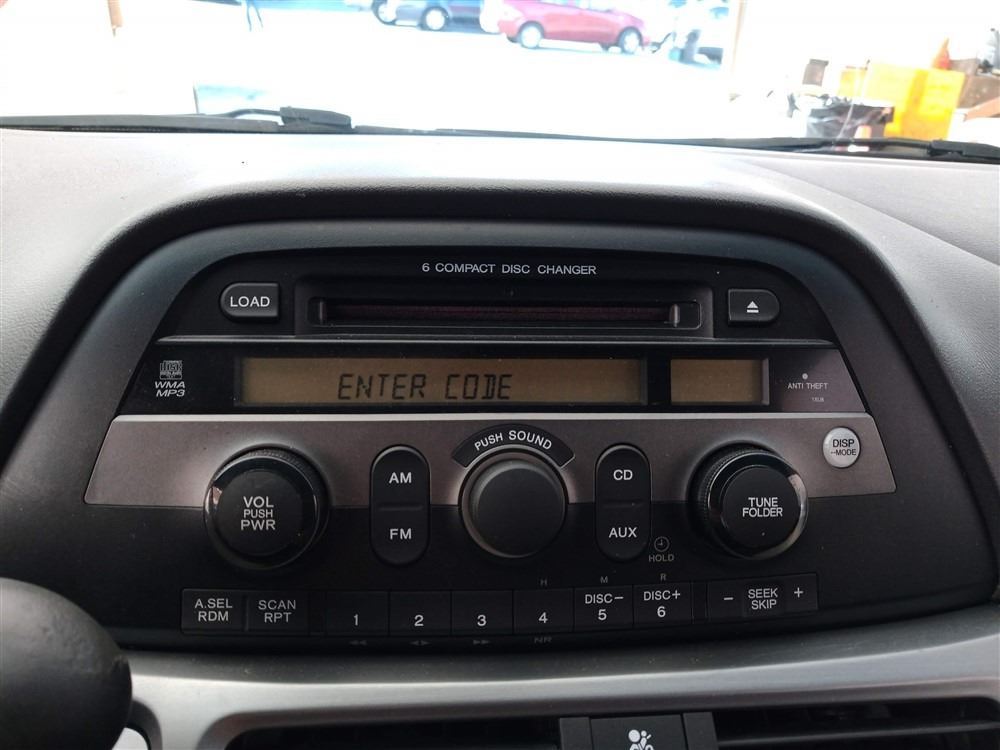 6 COMPACT DISC CHANGER
LOAD
WMA
MP3
ENTER CODE
ANTI THEFT
DISP
MODE
PUSH SOUND
VOL
PUSH
PWR
AM
FM
CD
AUX
TUNE
FOLDER
HOLD
H
M
R
A.SEL
RDM
SCAN
RPT
1
2
3
4
DISC−
5
DISC+
6
− SEEK +
SKIP
NR